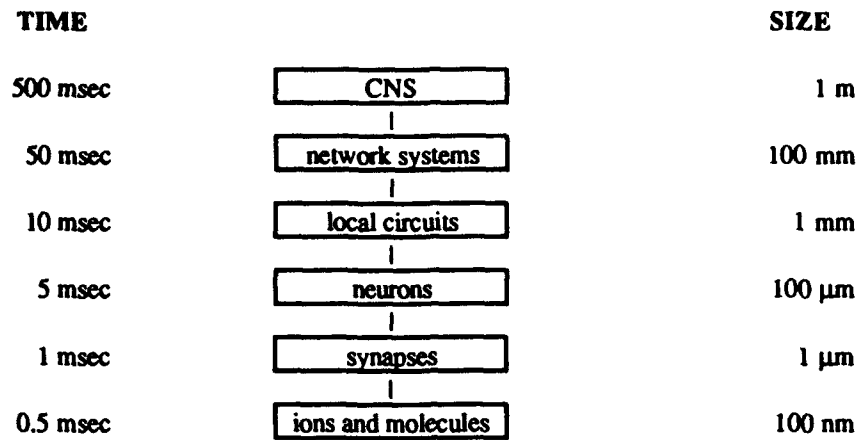 TIME SIZE
500 msec CNS 1 m
50 msec network systems 100 mm
10 msec local circuits 1 mm
5 msec neurons 100 μm
1 msec synapses 1 μm
0.5 msec ions and molecules 100 nm